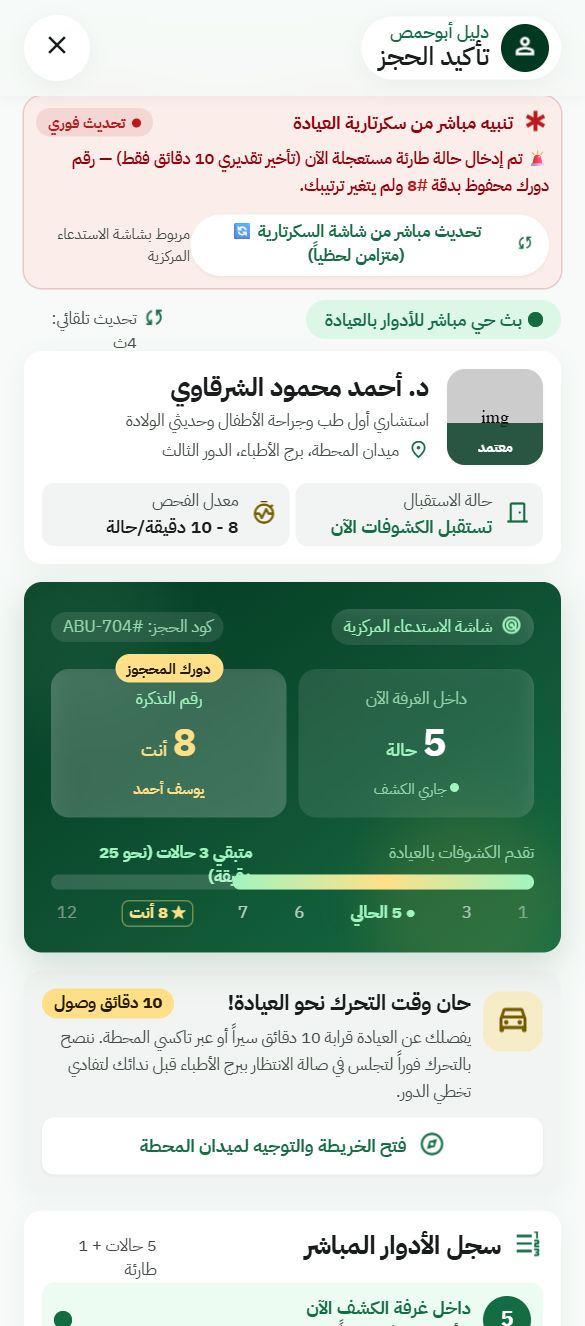 دليل أبوحمص
تأكيد الحجز
تنبيه مباشر من سكرتارية العيادة
تحديث فوري
🚨 تم إدخال حالة طارئة مستعجلة الآن (تأخير تقديري 10 دقائق فقط) — رقم
دورك محفوظ بدقة #8 ولم يتغير ترتيبك.
تحديث مباشر من شاشة السكرتارية 🔄
(متزامن لحظياً)
مربوط بشاشة الاستدعاء
المركزية
بث حي مباشر للأدوار بالعيادة
تحديث تلقائي:
4ث
د. أحمد محمود الشرقاوي
استشاري أول طب وجراحة الأطفال وحديثي الولادة
ميدان المحطة، برج الأطباء، الدور الثالث
img
معتمد
حالة الاستقبال
تستقبل الكشوفات الآن
معدل الفحص
8 - 10 دقيقة/حالة
شاشة الاستدعاء المركزية
كود الحجز: #ABU-704
داخل الغرفة الآن
5 حالة
جاري الكشف
دورك المحجوز
رقم التذكرة
8 أنت
يوسف أحمد
تقدم الكشوفات بالعيادة
متبقي 3 حالات (نحو 25
دقيقة)
1
3
● 5 الحالي
6
7
★ 8 أنت
12
حان وقت التحرك نحو العيادة!
10 دقائق وصول
يفصلك عن العيادة قرابة 10 دقائق سيراً أو عبر تاكسي المحطة. ننصح
بالتحرك فوراً لتجلس في صالة الانتظار ببرج الأطباء قبل ندائك لتفادي
تخطي الدور.
فتح الخريطة والتوجيه لميدان المحطة
سجل الأدوار المباشر
5 حالات + 1
طارئة
5
داخل غرفة الكشف الآن